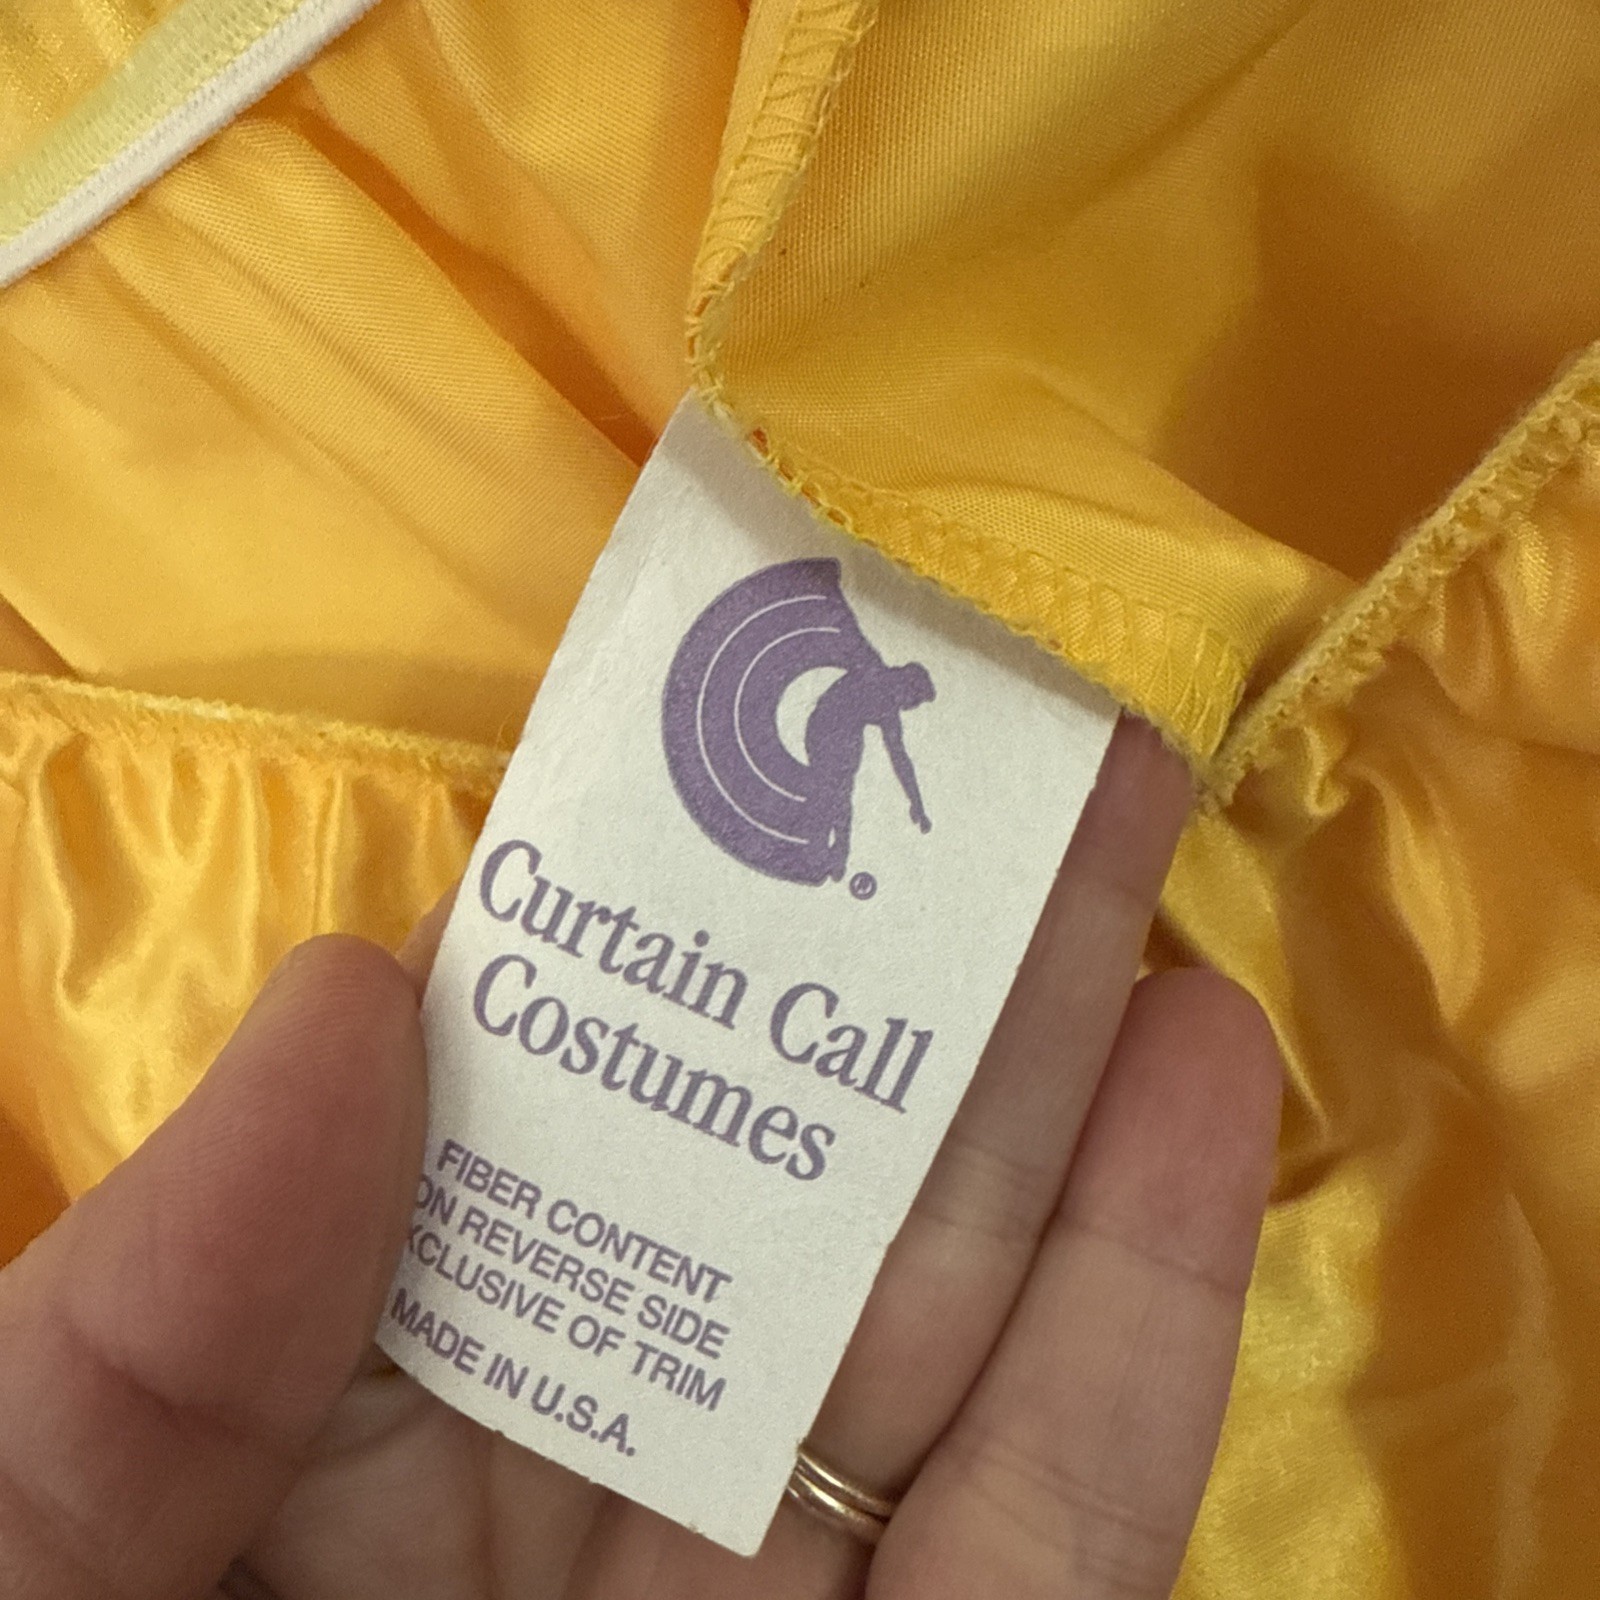 ®
Curtain Call
Costumes
FIBER CONTENT
ON REVERSE SIDE
XCLUSIVE OF TRIM
MADE IN U.S.A.